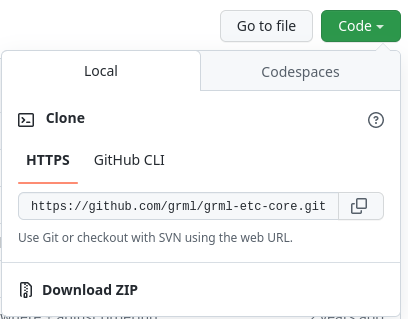 Go to file
Code
Local
Codespaces
Clone
HTTPS
GitHub CLI
https://github.com/grml/grml-etc-core.git
Use Git or checkout with SVN using the web URL.
Download ZIP